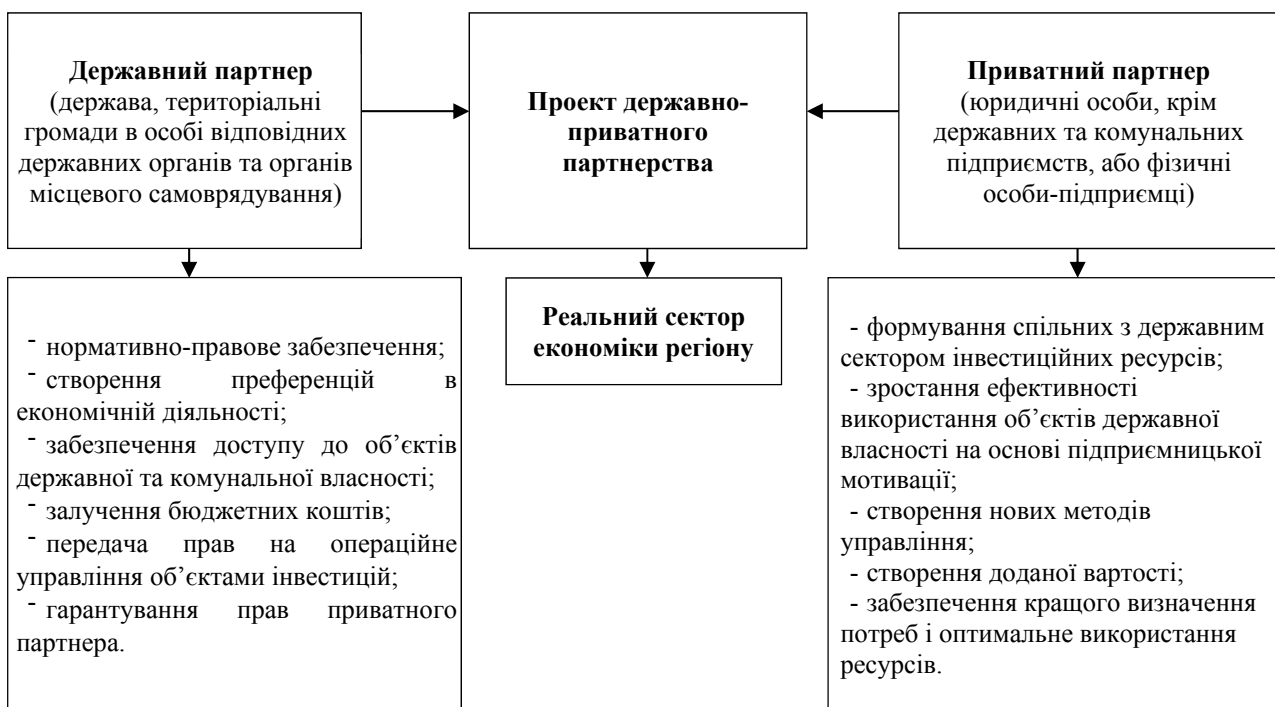 Державний партнер
(держава, територіальні
громади в особі відповідних
державних органів та органів
місцевого самоврядування)
Проект державно-
приватного
партнерства
Приватний партнер
(юридичні особи, крім
державних та комунальних
підприємств, або фізичні
особи-підприємці)
- нормативно-правове забезпечення;
- створення преференцій в
економічній діяльності;
- забезпечення доступу до об’єктів
державної та комунальної власності;
- залучення бюджетних коштів;
- передача прав на операційне
управління об’єктами інвестицій;
- гарантування прав приватного
партнера.
Реальний сектор
економіки регіону
- формування спільних з державним
сектором інвестиційних ресурсів;
- зростання ефективності
використання об’єктів державної
власності на основі підприємницької
мотивації;
- створення нових методів
управління;
- створення доданої вартості;
- забезпечення кращого визначення
потреб і оптимальне використання
ресурсів.